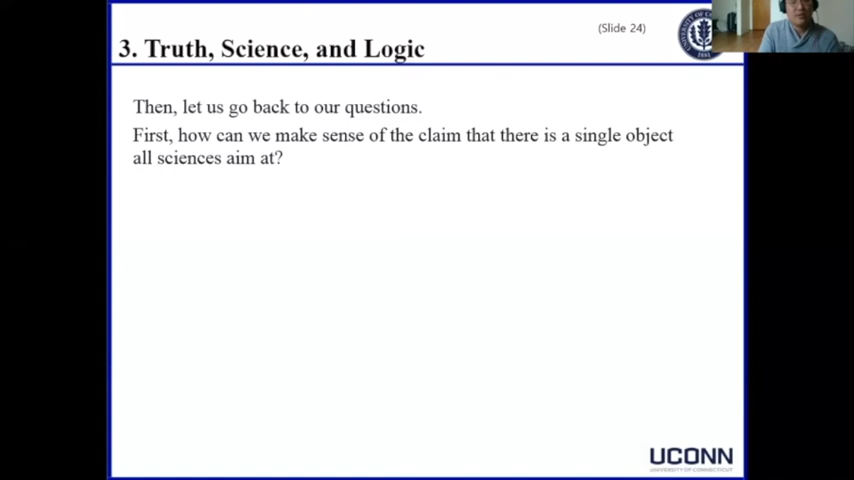 (Slide 24)
3. Truth, Science, and Logic
Then, let us go back to our questions.
First, how can we make sense of the claim that there is a single object
all sciences aim at?
UCONN
UNIVERSITY OF CONNECTICUT